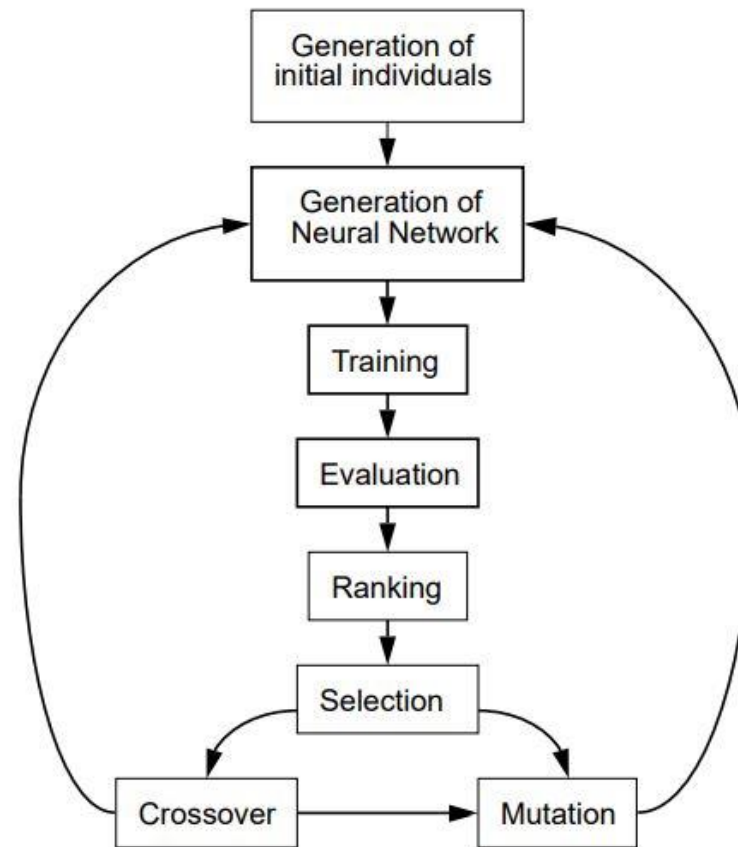 Generation of
initial individuals
Generation of
Neural Network
Training
Evaluation
Ranking
Selection
Crossover
Mutation